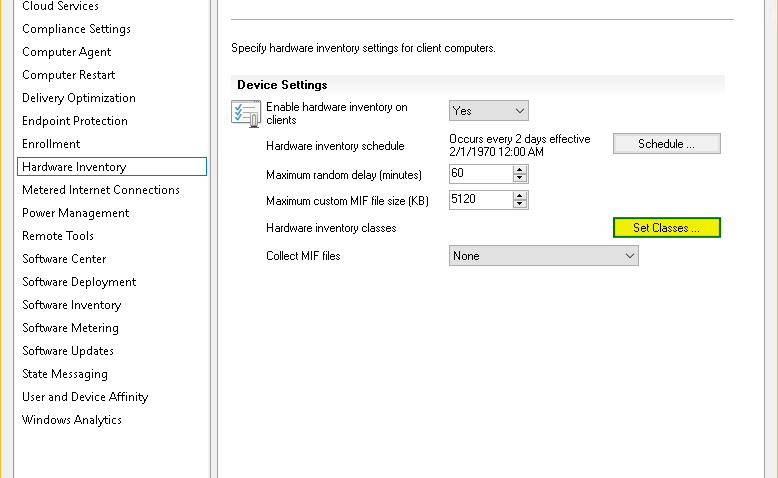 Cloud Services
Compliance Settings
Computer Agent
Computer Restart
Delivery Optimization
Endpoint Protection
Enrollment
Hardware Inventory
Metered Internet Connections
Power Management
Remote Tools
Software Center
Software Deployment
Software Inventory
Software Metering
Software Updates
State Messaging
User and Device Affinity
Windows Analytics
Specify hardware inventory settings for client computers.
Device Settings
Enable hardware inventory on
clients
Yes
Hardware inventory schedule
Occurs every 2 days effective
2/1/1970 12:00 AM
Schedule ...
Maximum random delay (minutes)
60
Maximum custom MIF file size (KB)
5120
Hardware inventory classes
Set Classes ...
Collect MIF files
None